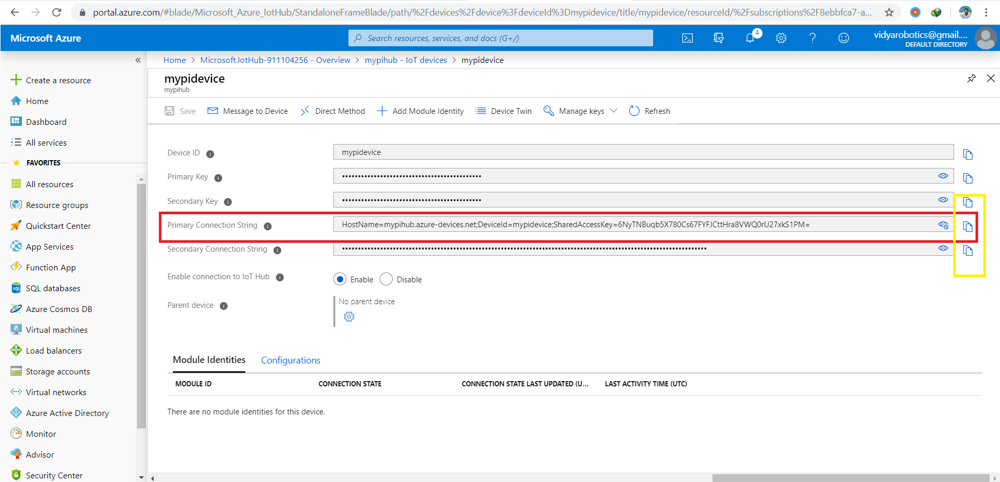 portal.azure.com/#blade/Microsoft_Azure_IotHub/StandaloneFrameBlade/path/%2Fdevices%2Fdevice%3FdeviceId%3Dmypidevice/title/mypidevice/resourceId/%2Fsubscriptions%2F8ebbfca7-a...
Microsoft Azure
Search resources, services, and docs (G+/)
4
vidyarobotics@gmail....
DEFAULT DIRECTORY
Home > Microsoft.IotHub-911104256 - Overview > mypihub - IoT devices > mypidevice
mypidevice
mypihub
Save
Message to Device
Direct Method
Add Module Identity
Device Twin
Manage keys
Refresh
Create a resource
Home
Dashboard
All services
FAVORITES
All resources
Resource groups
Quickstart Center
App Services
Function App
SQL databases
Azure Cosmos DB
Virtual machines
Load balancers
Storage accounts
Virtual networks
Azure Active Directory
Monitor
Advisor
Security Center
Device ID
mypidevice
Primary Key
Secondary Key
Primary Connection String
HostName=mypihub.azure-devices.net;DeviceId=mypidevice;SharedAccessKey=6NyTNBuqb5X780Cs67FYFJCttHra8VWQ0rU27xkS1PM=
Secondary Connection String
Enable connection to IoT Hub
Enable
Disable
Parent device
No parent device
Module Identities
Configurations
MODULE ID
CONNECTION STATE
CONNECTION STATE LAST UPDATED (U...
LAST ACTIVITY TIME (UTC)
There are no module identities for this device.